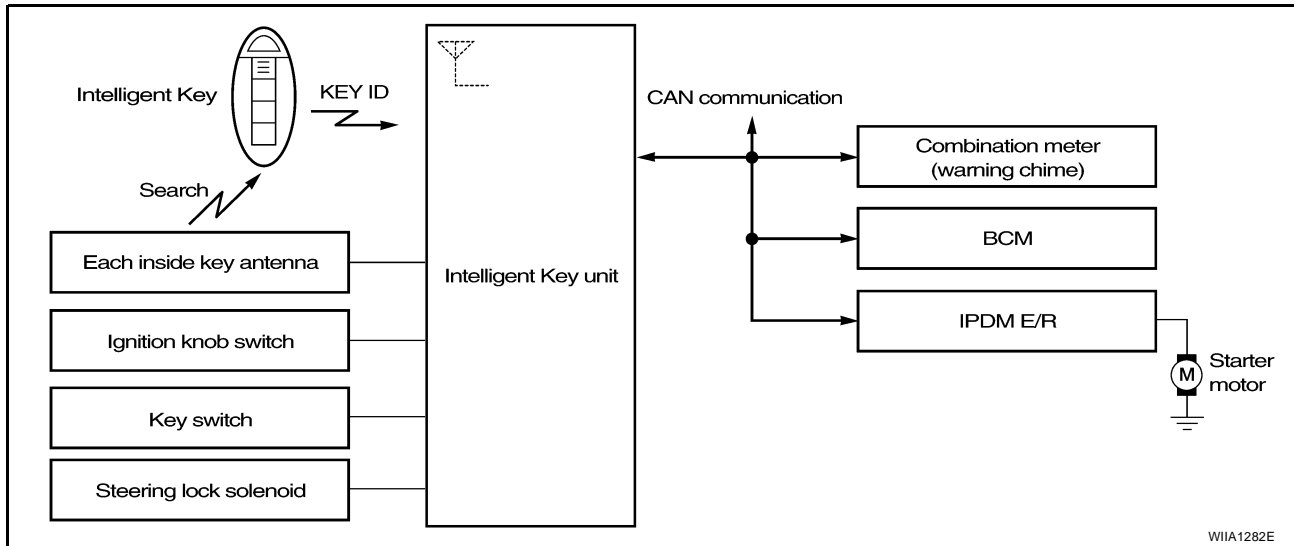 Intelligent Key
KEY ID
Search
Each inside key antenna
Ignition knob switch
Key switch
Steering lock solenoid
Intelligent Key unit
CAN communication
Combination meter
(warning chime)
BCM
IPDM E/R
M
Starter
motor
WIIA1282E